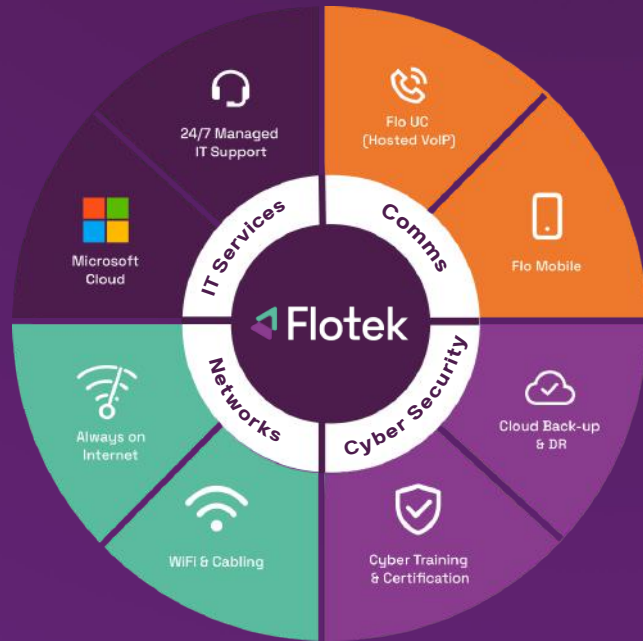 24/7 Managed
IT Support
Flo UC
(Hosted VoIP)
Microsoft
Cloud
Flo Mobile
IT Services
Comms
Flotek
Networks
Cyber Security
Always on
Internet
Cloud Back-up
& DR
WiFi & Cabling
Cyber Training
& Certification